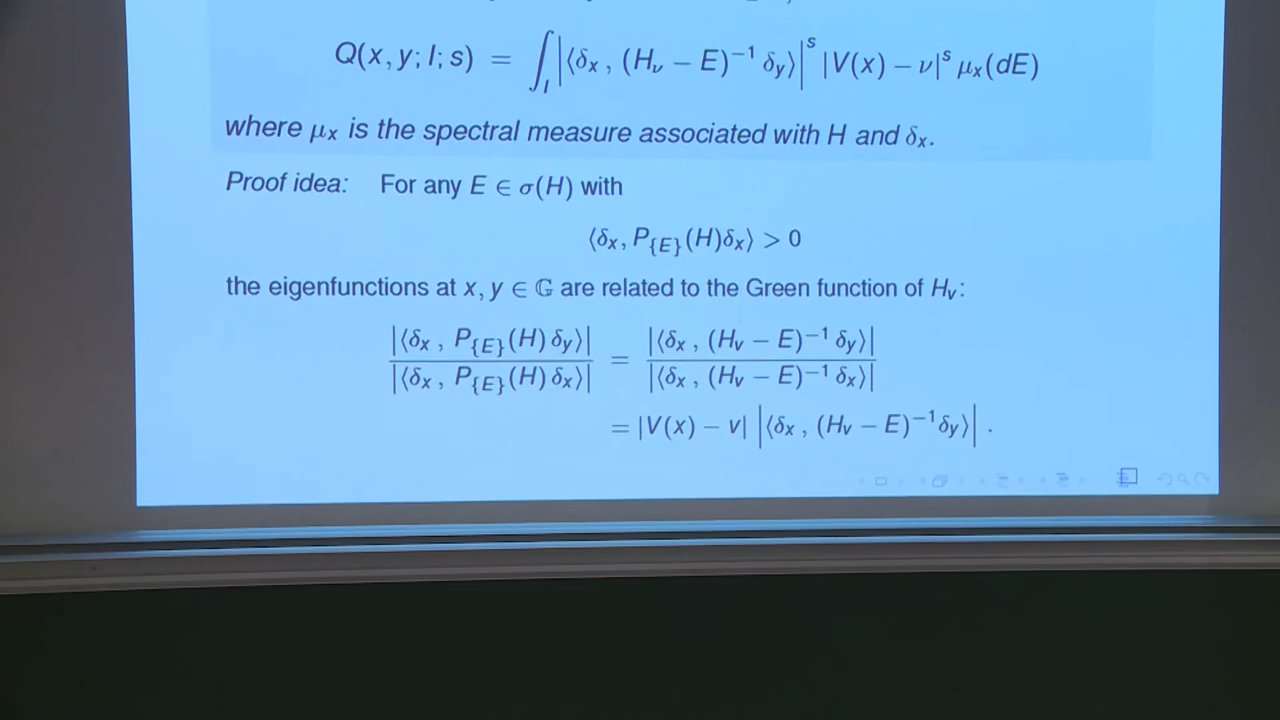 Q(x, y; I; s) = ∫_I |⟨δ_x , (H_ν − E)^{−1} δ_y⟩|^s |V(x) − ν|^s μ_x(dE)
where μ_x is the spectral measure associated with H and δ_x.
Proof idea: For any E ∈ σ(H) with
⟨δ_x, P_{{E}}(H)δ_x⟩ > 0
the eigenfunctions at x, y ∈ 𝔾 are related to the Green function of H_v:
|⟨δ_x , P_{{E}}(H) δ_y⟩| / |⟨δ_x , P_{{E}}(H) δ_x⟩| = |⟨δ_x , (H_v − E)^{−1} δ_y⟩| / |⟨δ_x , (H_v − E)^{−1} δ_x⟩|
= |V(x) − v| |⟨δ_x , (H_v − E)^{−1}δ_y⟩| .